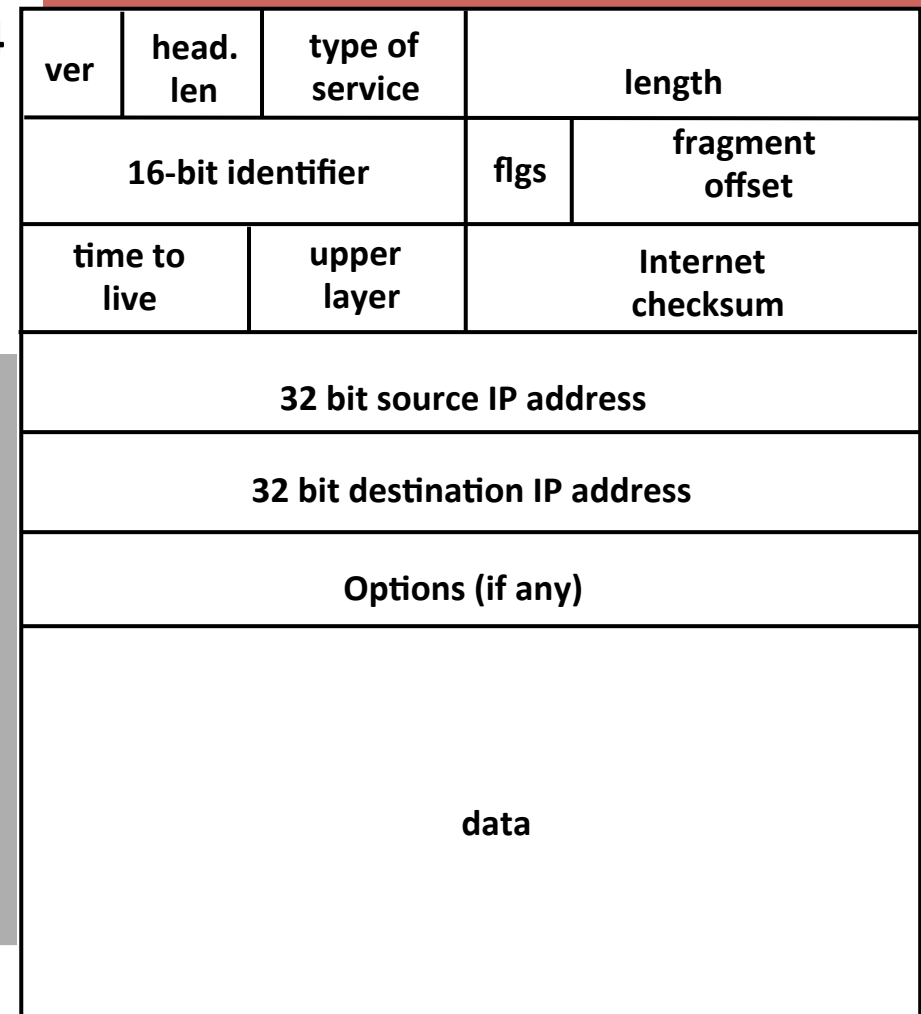 ver
head.
len
type of
service
length
16-bit identifier
flgs
fragment
offset
time to
live
upper
layer
Internet
checksum
32 bit source IP address
32 bit destination IP address
Options (if any)
data